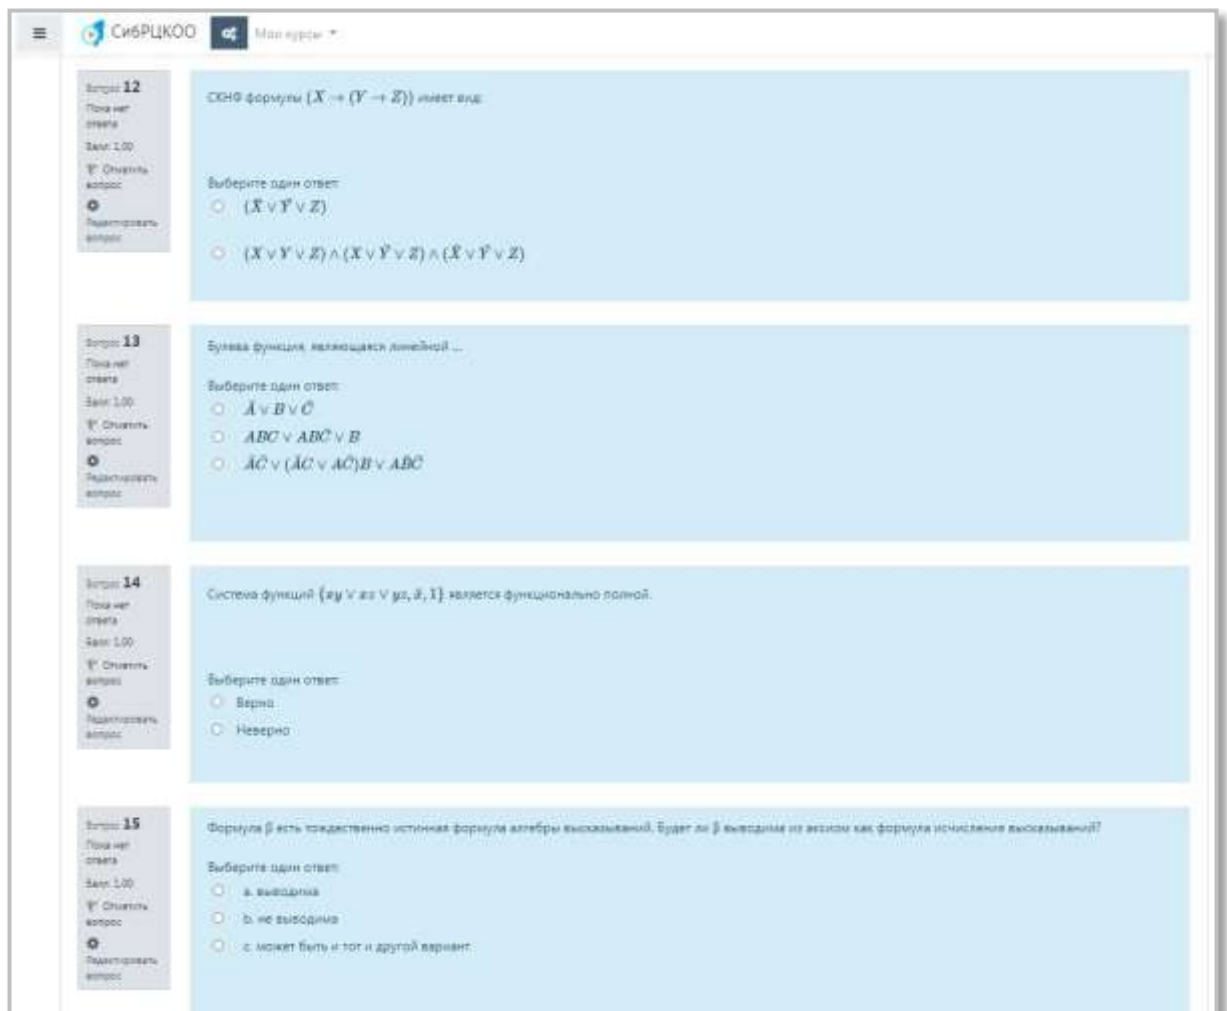 СибРЦКОО Мои курсы
Вопрос 12
Пока нет
ответа
Балл: 1,00
Отметить
вопрос
Редактировать
вопрос
СКНФ формулы (X → (Y → Z)) имеет вид:
Выберите один ответ:
(X̄ ∨ Ȳ ∨ Z)
(X ∨ Y ∨ Z) ∧ (X ∨ Ȳ ∨ Z) ∧ (X̄ ∨ Ȳ ∨ Z)
Вопрос 13
Пока нет
ответа
Балл: 1,00
Отметить
вопрос
Редактировать
вопрос
Булева функция, являющаяся линейной ...
Выберите один ответ:
Ā ∨ B ∨ C̄
ABC ∨ ABC̄ ∨ B
ĀC̄ ∨ (ĀC ∨ AC̄)B ∨ AB̄C̄
Вопрос 14
Пока нет
ответа
Балл: 1,00
Отметить
вопрос
Редактировать
вопрос
Система функций {xy ∨ xz ∨ yz, x̄, 1} является функционально полной.
Выберите один ответ:
Верно
Неверно
Вопрос 15
Пока нет
ответа
Балл: 1,00
Отметить
вопрос
Редактировать
вопрос
Формула β есть тождественно истинная формула алгебры высказываний. Будет ли β выводима из аксиом как формула исчисления высказываний?
Выберите один ответ:
a. выводима
b. не выводима
c. может быть и тот и другой вариант